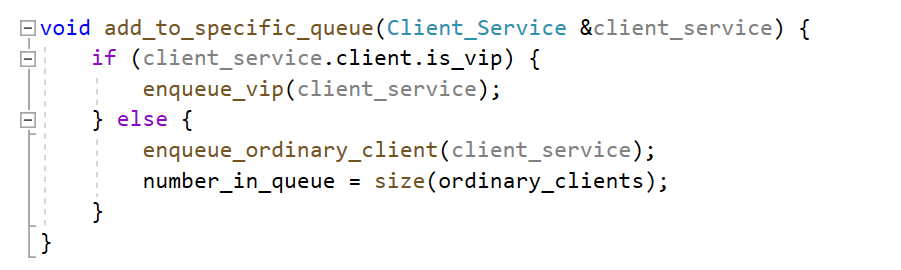 void add_to_specific_queue(Client_Service &client_service) {
    if (client_service.client.is_vip) {
        enqueue_vip(client_service);
    } else {
        enqueue_ordinary_client(client_service);
        number_in_queue = size(ordinary_clients);
    }
}